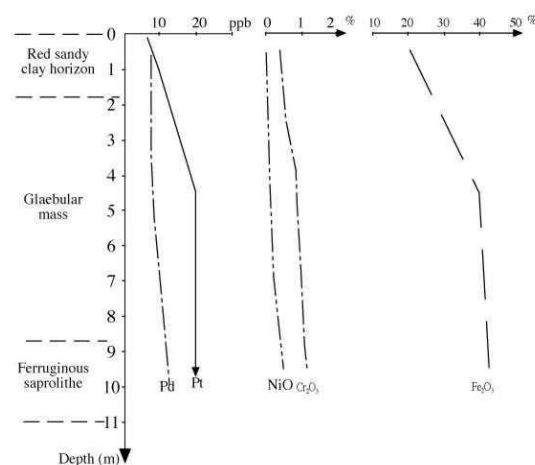 0
1
2
3
4
5
6
7
8
9
10
11
Depth (m)
Red sandy
clay horizon
Glaebular
mass
Ferruginous
saprolithe
10 20 ppb
Pd
Pt
0 1 2 %
NiO Cr₂O₃
10 20 30 40 50 %
Fe₂O₃